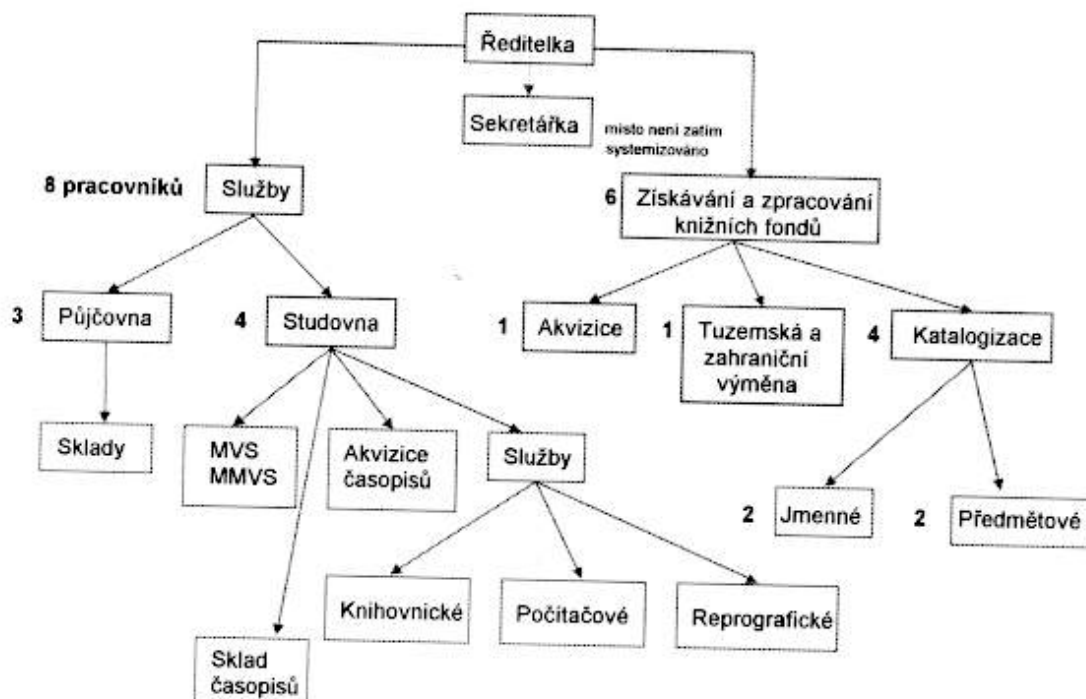 Ředitelka
Sekretářka
místo není zatím
systemizováno
8 pracovníků
Služby
6
Získávání a zpracování
knižních fondů
3
Půjčovna
4
Studovna
1
Akvizice
1
Tuzemská a
zahraniční
výměna
4
Katalogizace
Sklady
MVS
MMVS
Akvizice
časopisů
Služby
2
Jmenné
2
Předmětové
Knihovnické
Počítačové
Reprografické
Sklad
časopisů